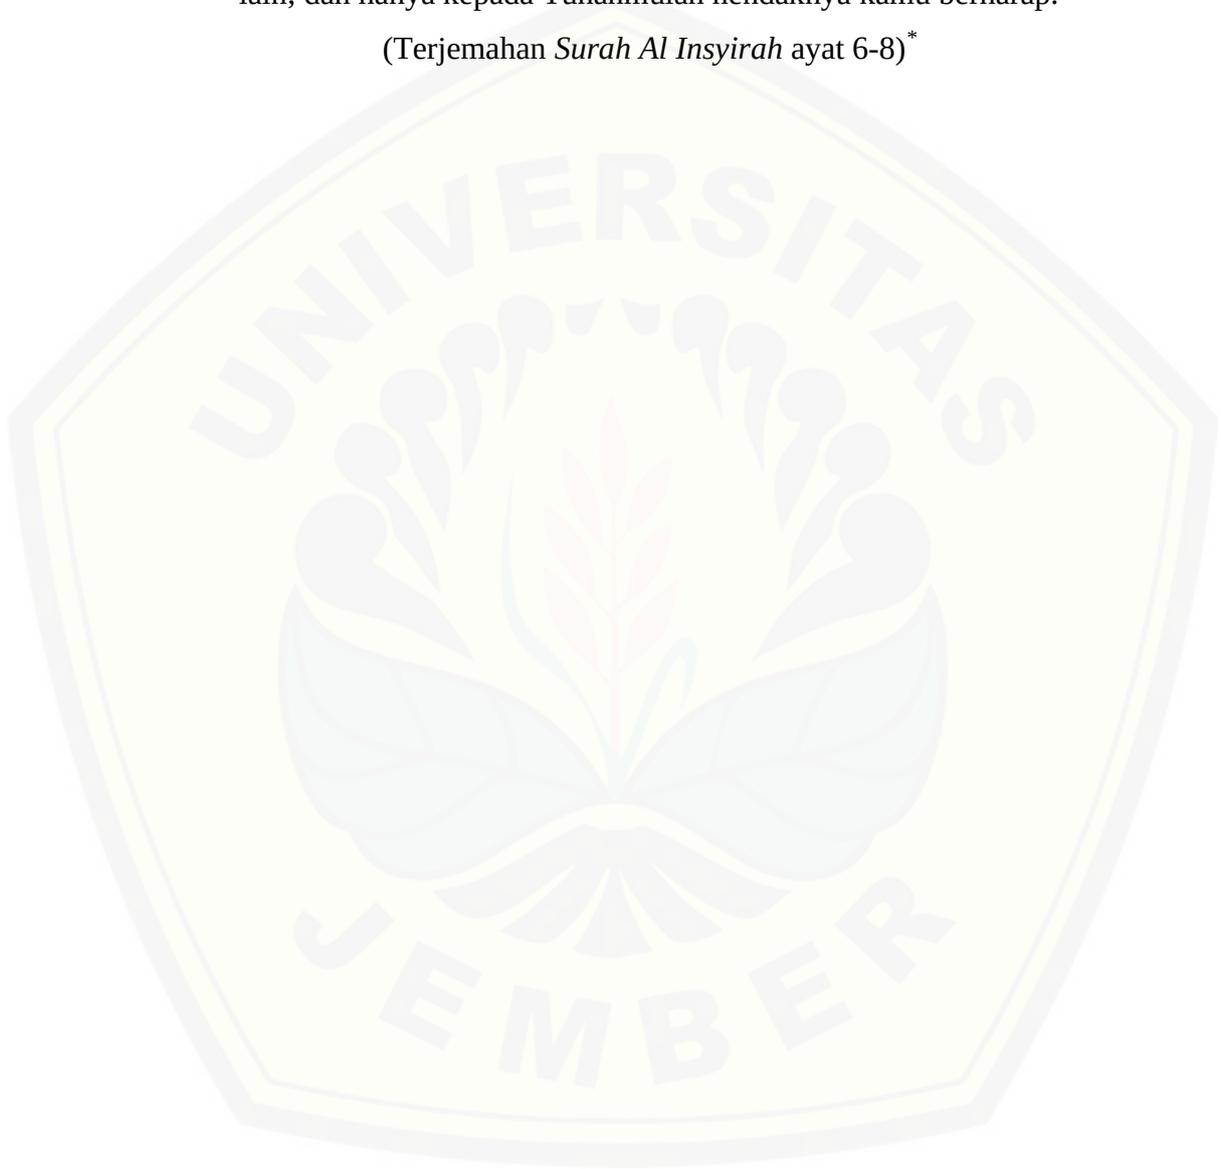 lain, dan hanya kepada Tuhanmulah hendaknya kamu berharap.
(Terjemahan Surah Al Insyirah ayat 6-8)*
UNIVERSITAS
JEMBER